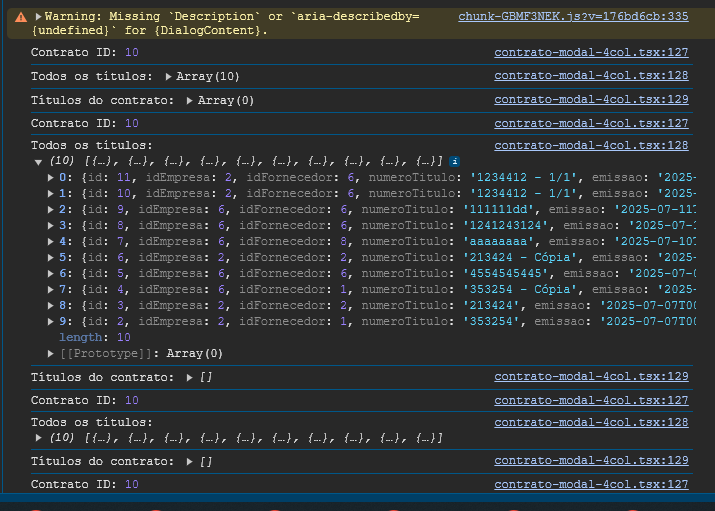 Warning: Missing `Description` or `aria-describedby= chunk-GBMF3NEK.js?v=176bd6cb:335
{undefined}` for {DialogContent}.
Contrato ID: 10 contrato-modal-4col.tsx:127
Todos os títulos: ▶ Array(10) contrato-modal-4col.tsx:128
Títulos do contrato: ▶ Array(0) contrato-modal-4col.tsx:129
Contrato ID: 10 contrato-modal-4col.tsx:127
Todos os títulos: contrato-modal-4col.tsx:128
▼ (10) [{…}, {…}, {…}, {…}, {…}, {…}, {…}, {…}, {…}, {…}] i
▶ 0: {id: 11, idEmpresa: 2, idFornecedor: 6, numeroTitulo: '1234412 - 1/1', emissao: '2025-
▶ 1: {id: 10, idEmpresa: 2, idFornecedor: 6, numeroTitulo: '1234412 - 1/1', emissao: '2025-
▶ 2: {id: 9, idEmpresa: 6, idFornecedor: 6, numeroTitulo: '111111dd', emissao: '2025-07-11T
▶ 3: {id: 8, idEmpresa: 6, idFornecedor: 6, numeroTitulo: '1241243124', emissao: '2025-07-1
▶ 4: {id: 7, idEmpresa: 6, idFornecedor: 8, numeroTitulo: 'aaaaaaaa', emissao: '2025-07-10T
▶ 5: {id: 6, idEmpresa: 6, idFornecedor: 2, numeroTitulo: '213424 - Cópia', emissao: '2025-
▶ 6: {id: 5, idEmpresa: 6, idFornecedor: 6, numeroTitulo: '4554545445', emissao: '2025-07-0
▶ 7: {id: 4, idEmpresa: 6, idFornecedor: 1, numeroTitulo: '353254 - Cópia', emissao: '2025-
▶ 8: {id: 3, idEmpresa: 2, idFornecedor: 2, numeroTitulo: '213424', emissao: '2025-07-07T00
▶ 9: {id: 2, idEmpresa: 2, idFornecedor: 1, numeroTitulo: '353254', emissao: '2025-07-07T00
length: 10
▶ [[Prototype]]: Array(0)
Títulos do contrato: ▶ [] contrato-modal-4col.tsx:129
Contrato ID: 10 contrato-modal-4col.tsx:127
Todos os títulos: contrato-modal-4col.tsx:128
▶ (10) [{…}, {…}, {…}, {…}, {…}, {…}, {…}, {…}, {…}, {…}]
Títulos do contrato: ▶ [] contrato-modal-4col.tsx:129
Contrato ID: 10 contrato-modal-4col.tsx:127